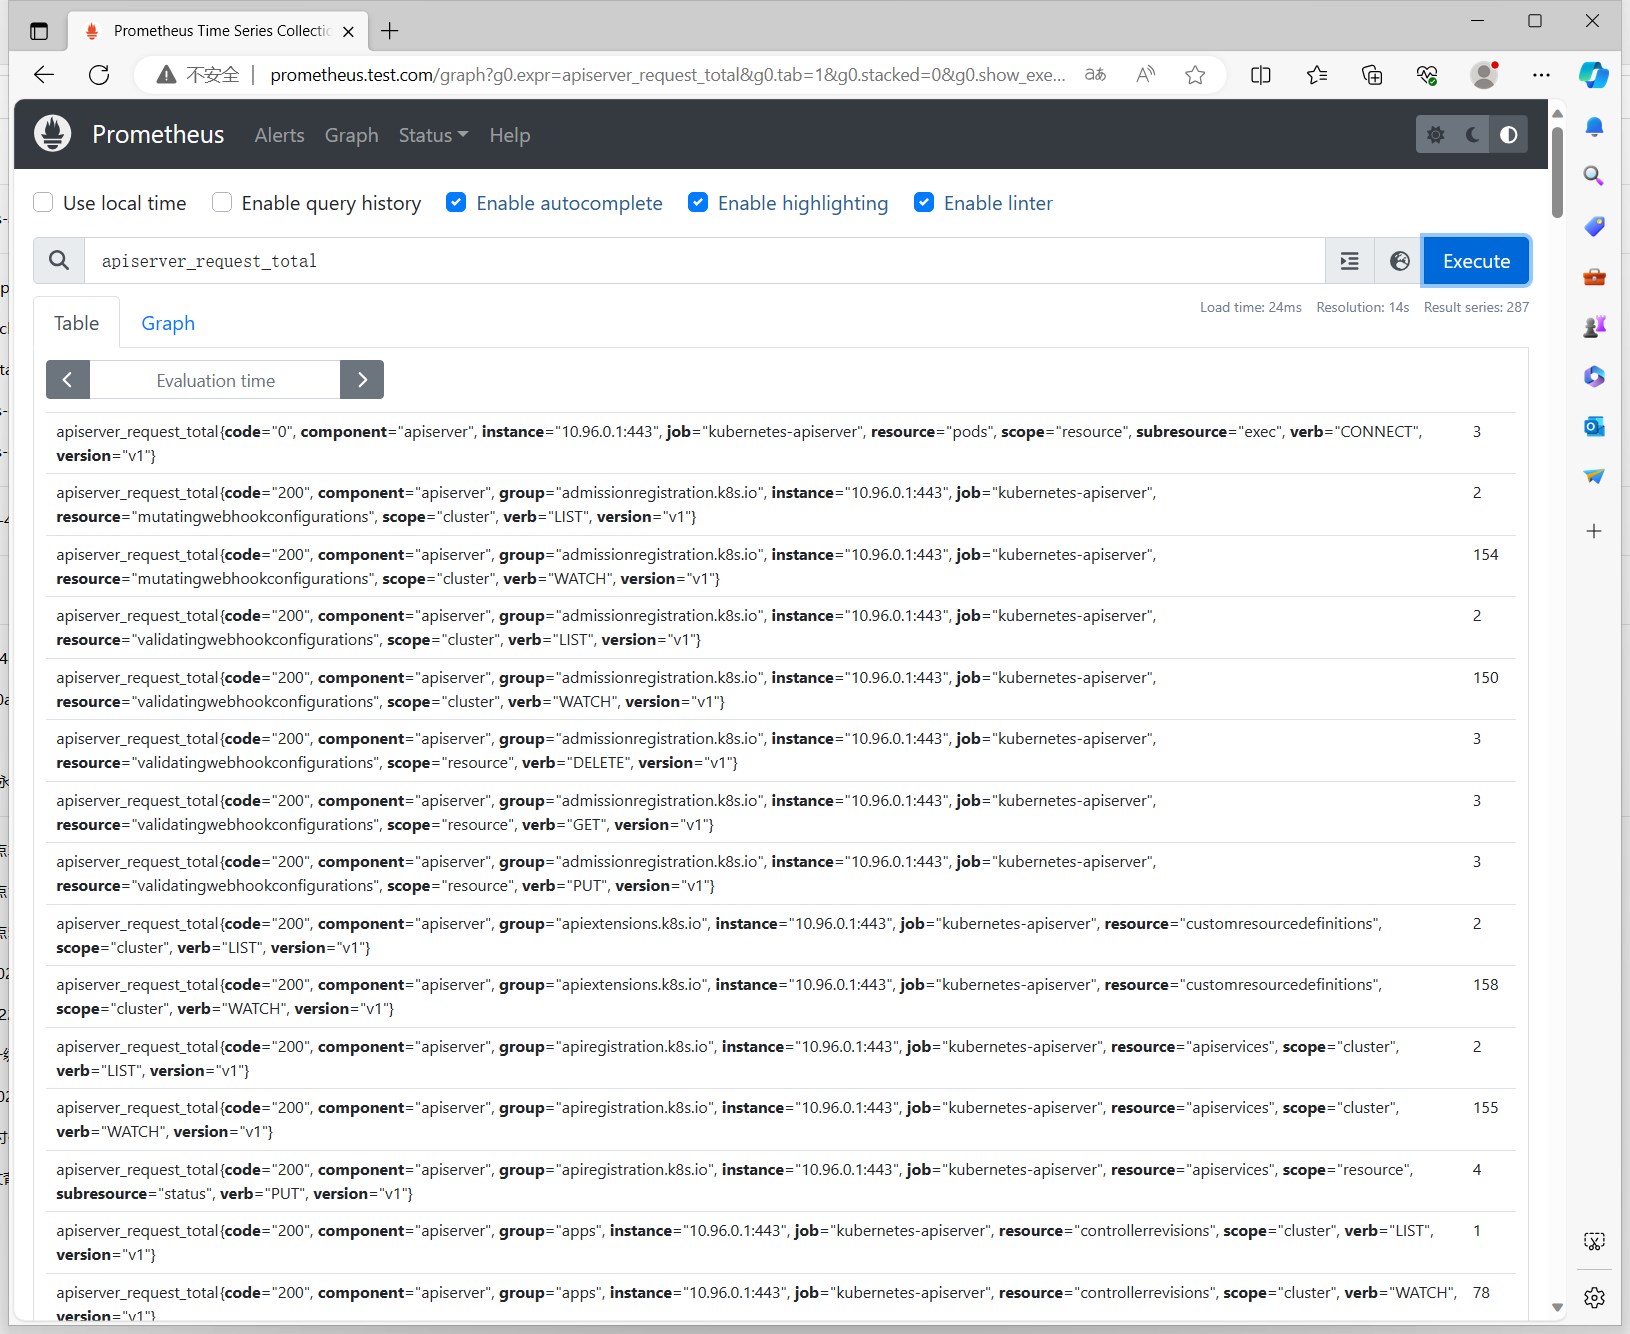 Prometheus Time Series Collectic
不安全 | prometheus.test.com/graph?g0.expr=apiserver_request_total&g0.tab=1&g0.stacked=0&g0.show_exe...
Prometheus Alerts Graph Status Help
Use local time Enable query history Enable autocomplete Enable highlighting Enable linter
apiserver_request_total Execute
Load time: 24ms Resolution: 14s Result series: 287
Table Graph
Evaluation time
apiserver_request_total{code="0", component="apiserver", instance="10.96.0.1:443", job="kubernetes-apiserver", resource="pods", scope="resource", subresource="exec", verb="CONNECT", 3
version="v1"}
apiserver_request_total{code="200", component="apiserver", group="admissionregistration.k8s.io", instance="10.96.0.1:443", job="kubernetes-apiserver", 2
resource="mutatingwebhookconfigurations", scope="cluster", verb="LIST", version="v1"}
apiserver_request_total{code="200", component="apiserver", group="admissionregistration.k8s.io", instance="10.96.0.1:443", job="kubernetes-apiserver", 154
resource="mutatingwebhookconfigurations", scope="cluster", verb="WATCH", version="v1"}
apiserver_request_total{code="200", component="apiserver", group="admissionregistration.k8s.io", instance="10.96.0.1:443", job="kubernetes-apiserver", 2
resource="validatingwebhookconfigurations", scope="cluster", verb="LIST", version="v1"}
apiserver_request_total{code="200", component="apiserver", group="admissionregistration.k8s.io", instance="10.96.0.1:443", job="kubernetes-apiserver", 150
resource="validatingwebhookconfigurations", scope="cluster", verb="WATCH", version="v1"}
apiserver_request_total{code="200", component="apiserver", group="admissionregistration.k8s.io", instance="10.96.0.1:443", job="kubernetes-apiserver", 3
resource="validatingwebhookconfigurations", scope="resource", verb="DELETE", version="v1"}
apiserver_request_total{code="200", component="apiserver", group="admissionregistration.k8s.io", instance="10.96.0.1:443", job="kubernetes-apiserver", 3
resource="validatingwebhookconfigurations", scope="resource", verb="GET", version="v1"}
apiserver_request_total{code="200", component="apiserver", group="admissionregistration.k8s.io", instance="10.96.0.1:443", job="kubernetes-apiserver", 3
resource="validatingwebhookconfigurations", scope="resource", verb="PUT", version="v1"}
apiserver_request_total{code="200", component="apiserver", group="apiextensions.k8s.io", instance="10.96.0.1:443", job="kubernetes-apiserver", resource="customresourcedefinitions", 2
scope="cluster", verb="LIST", version="v1"}
apiserver_request_total{code="200", component="apiserver", group="apiextensions.k8s.io", instance="10.96.0.1:443", job="kubernetes-apiserver", resource="customresourcedefinitions", 158
scope="cluster", verb="WATCH", version="v1"}
apiserver_request_total{code="200", component="apiserver", group="apiregistration.k8s.io", instance="10.96.0.1:443", job="kubernetes-apiserver", resource="apiservices", scope="cluster", 2
verb="LIST", version="v1"}
apiserver_request_total{code="200", component="apiserver", group="apiregistration.k8s.io", instance="10.96.0.1:443", job="kubernetes-apiserver", resource="apiservices", scope="cluster", 155
verb="WATCH", version="v1"}
apiserver_request_total{code="200", component="apiserver", group="apiregistration.k8s.io", instance="10.96.0.1:443", job="kubernetes-apiserver", resource="apiservices", scope="resource", 4
subresource="status", verb="PUT", version="v1"}
apiserver_request_total{code="200", component="apiserver", group="apps", instance="10.96.0.1:443", job="kubernetes-apiserver", resource="controllerrevisions", scope="cluster", verb="LIST", 1
version="v1"}
apiserver_request_total{code="200", component="apiserver", group="apps", instance="10.96.0.1:443", job="kubernetes-apiserver", resource="controllerrevisions", scope="cluster", verb="WATCH", 78
version="v1"}